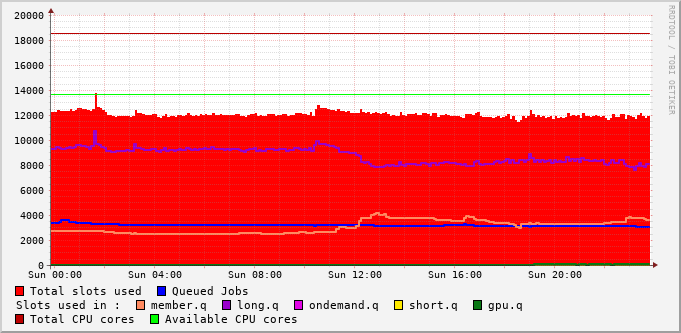 20000
18000
16000
14000
12000
10000
8000
6000
4000
2000
0
Sun 00:00 Sun 04:00 Sun 08:00 Sun 12:00 Sun 16:00 Sun 20:00
Total slots used Queued Jobs
Slots used in : member.q long.q ondemand.q short.q gpu.q
Total CPU cores Available CPU cores
RRDTOOL / TOBI OETIKER